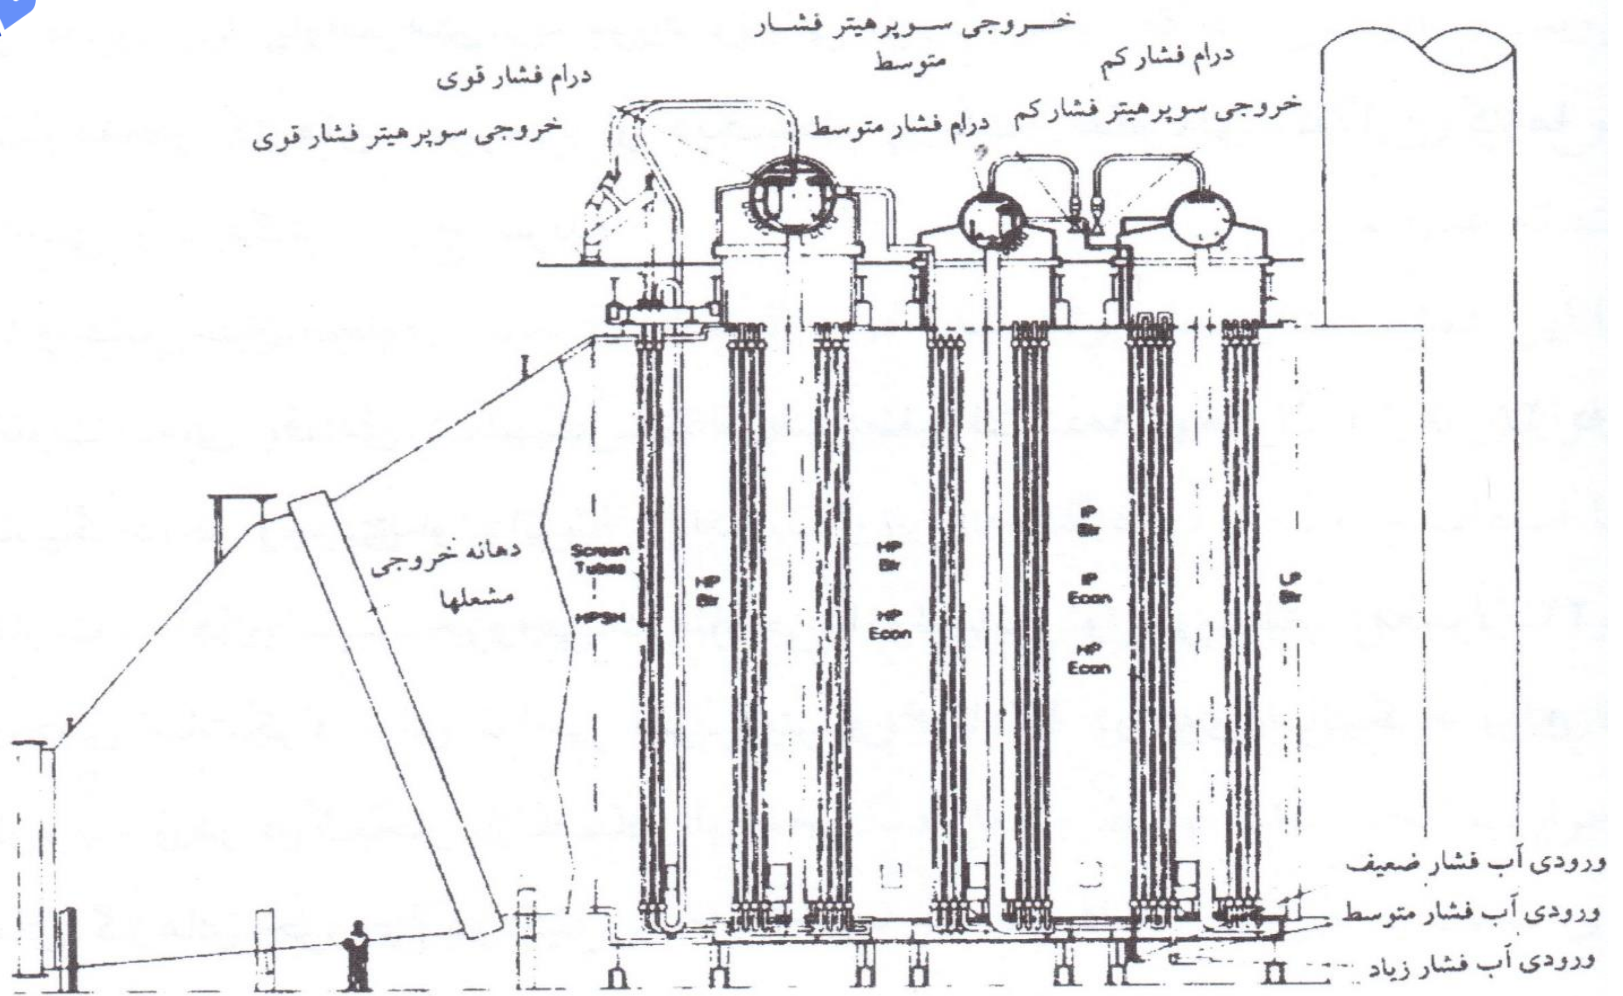 خروجی سوپرهیتر فشار
متوسط
درام فشار کم
درام فشار قوی
خروجی سوپرهیتر فشار کم
درام فشار متوسط
خروجی سوپرهیتر فشار قوی
دهانه خروجی
مشعلها
Screen
Tubes
HPSH
HP
Blr
HP
Blr
HP
Econ
IP
Blr
IP
Econ
HP
Econ
LP
Blr
ورودی آب فشار ضعیف
ورودی آب فشار متوسط
ورودی آب فشار زیاد